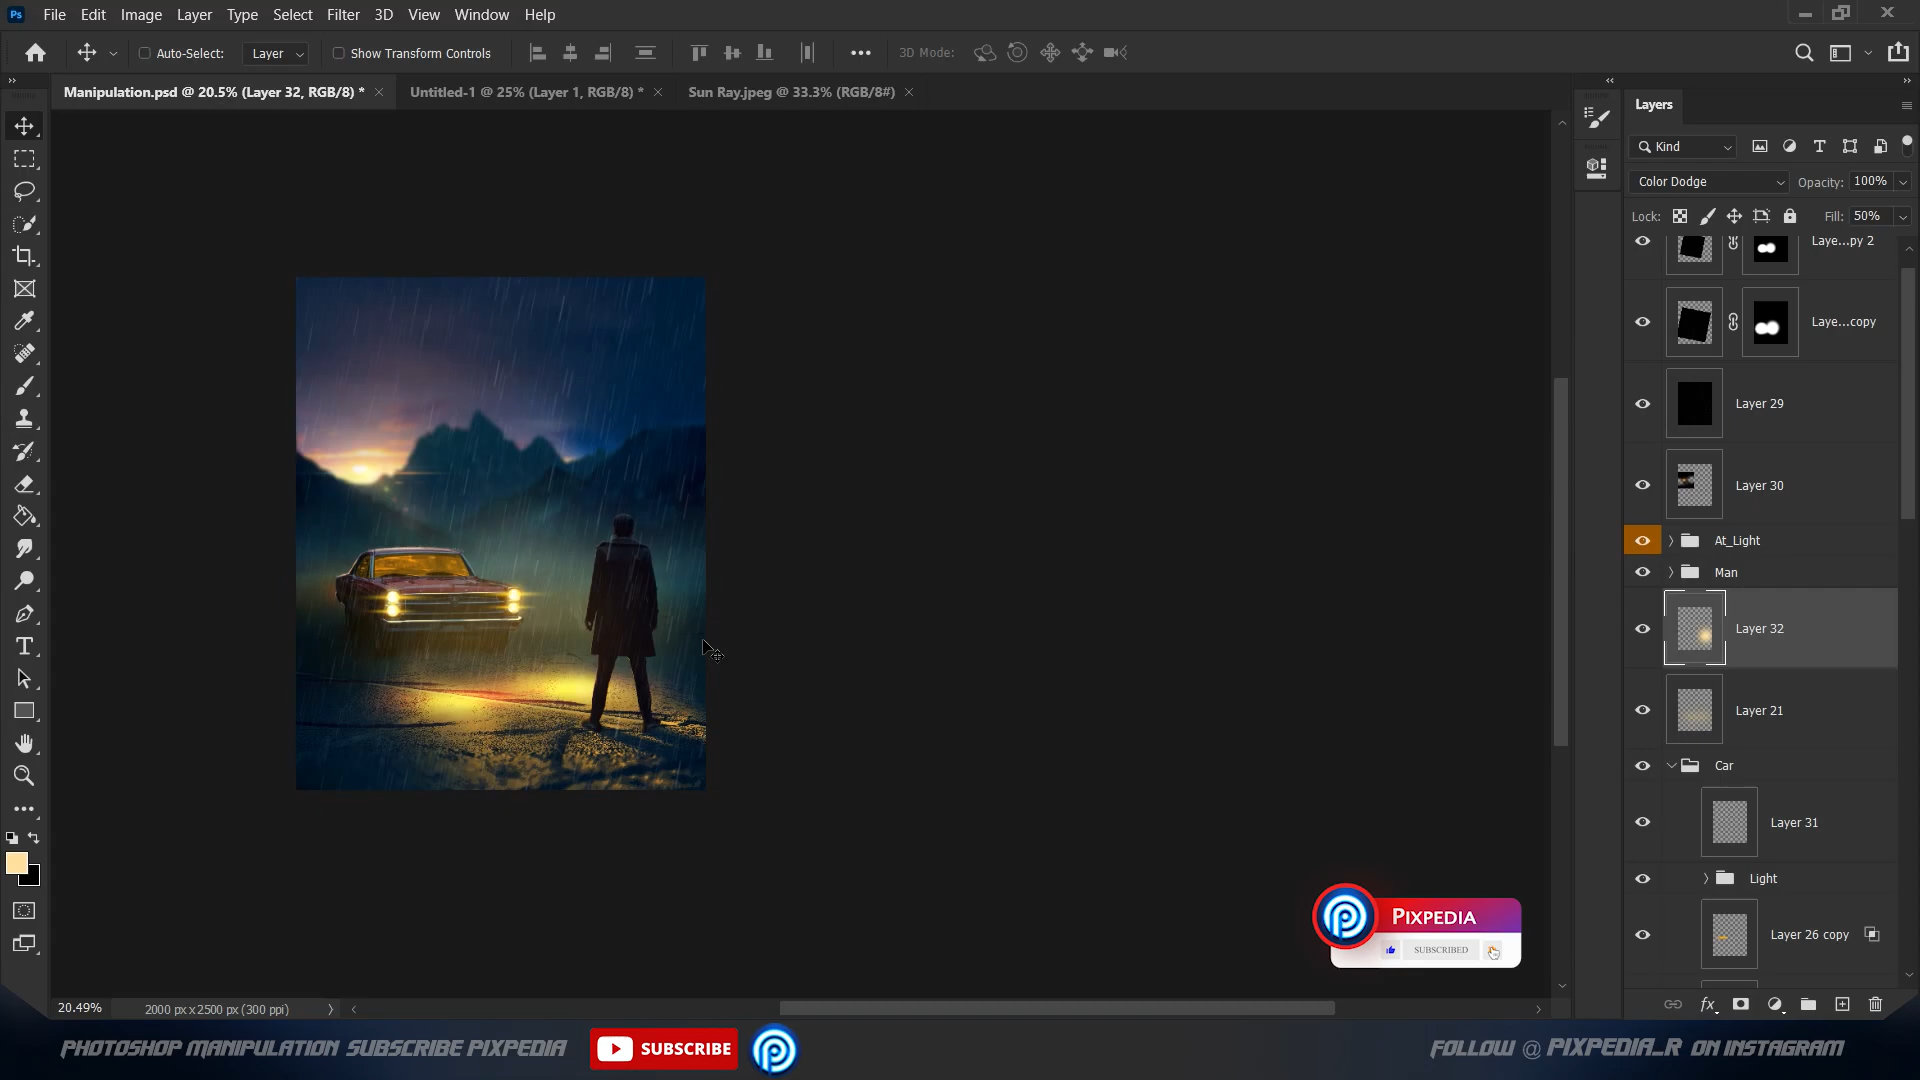 Ps File Edit Image Layer Type Select Filter 3D View Window Help
Auto-Select: Layer Show Transform Controls 3D Mode:
Manipulation.psd @ 20.5% (Layer 32, RGB/8) * Untitled-1 @ 25% (Layer 1, RGB/8) * Sun Ray.jpeg @ 33.3% (RGB/8#)
Layers
Kind
Color Dodge Opacity: 100%
Lock: Fill: 50%
Laye...py 2
Laye...copy
Layer 29
Layer 30
At_Light
Man
Layer 32
Layer 21
Car
Layer 31
Light
Layer 26 copy
PIXPEDIA
SUBSCRIBED
20.49% 2000 px x 2500 px (300 ppi)
PHOTOSHOP MANIPULATION SUBSCRIBE PIXPEDIA SUBSCRIBE FOLLOW @ PIXPEDIA_R ON INSTAGRAM